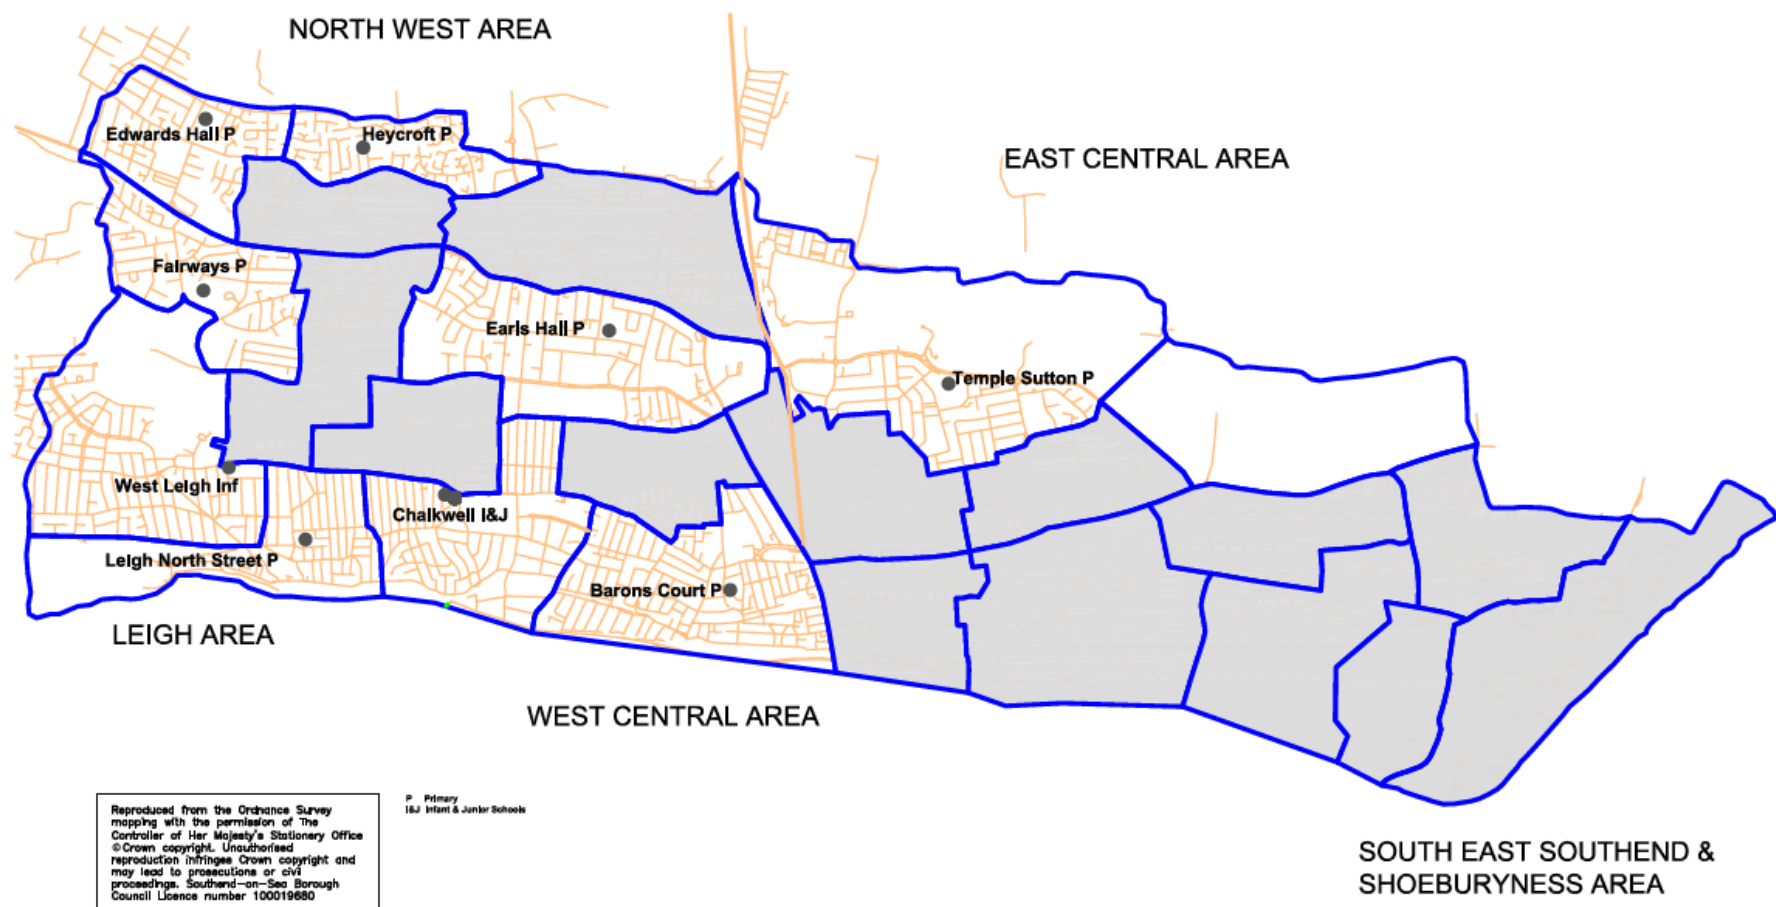 NORTH WEST AREA
Edwards Hall P
Heycroft P
EAST CENTRAL AREA
Fairways P
Earls Hall P
Temple Sutton P
West Leigh Inf
Chalkwell I&J
Leigh North Street P
Barons Court P
LEIGH AREA
WEST CENTRAL AREA
P Primary
I&J Infant & Junior Schools
Reproduced from the Ordnance Survey
mapping with the permission of The
Controller of Her Majesty's Stationery Office
©Crown copyright. Unauthorised
reproduction infringes Crown copyright and
may lead to prosecutions or civil
proceedings. Southend-on-Sea Borough
Council Licence number 100019680
SOUTH EAST SOUTHEND &
SHOEBURYNESS AREA